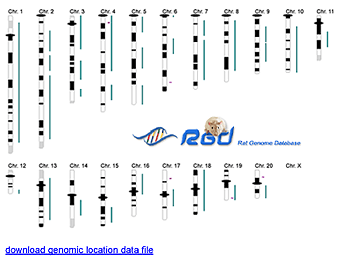 Chr. 1 Chr. 2 Chr. 3 Chr. 4 Chr. 5 Chr. 6 Chr. 7 Chr. 8 Chr. 9 Chr. 10 Chr. 11
RGD Rat Genome Database
Chr. 12 Chr. 13 Chr. 14 Chr. 15 Chr. 16 Chr. 17 Chr. 18 Chr. 19 Chr. 20 Chr. X
download genomic location data file